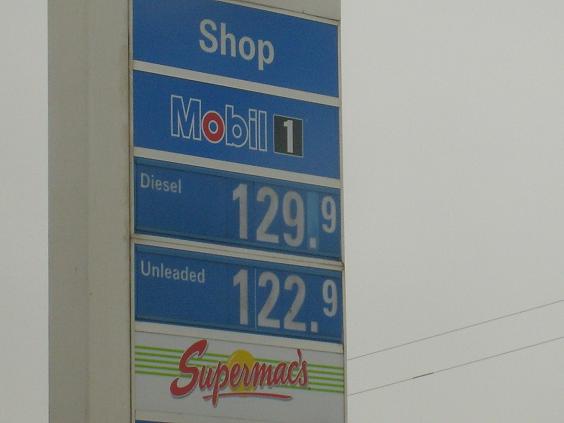 Shop
Mobil 1
Diesel 129.9
Unleaded 122.9
Supermac's